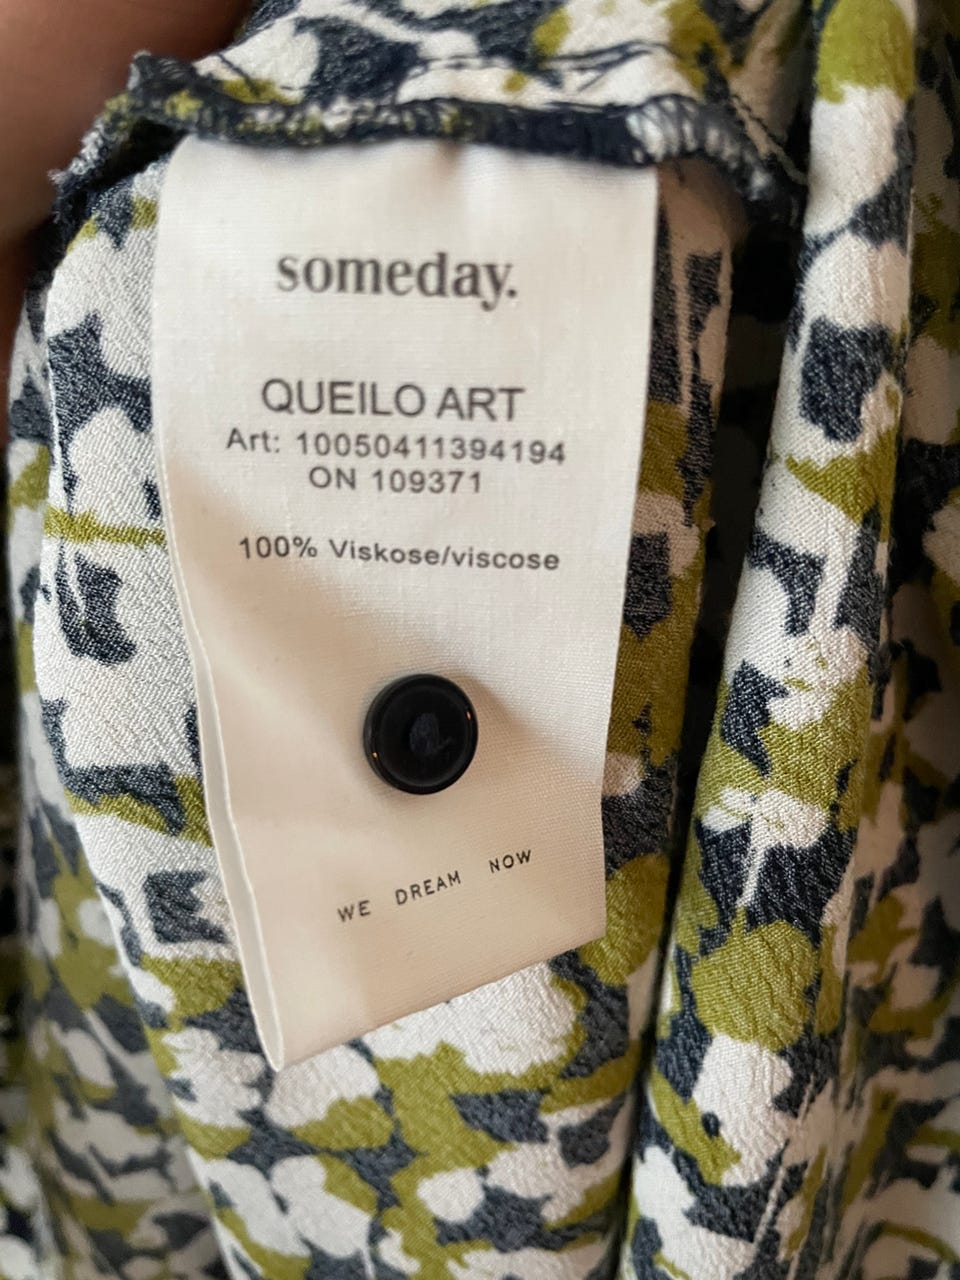 someday.
QUEILO ART
Art: 10050411394194
ON 109371
100% Viskose/viscose
WE DREAM NOW